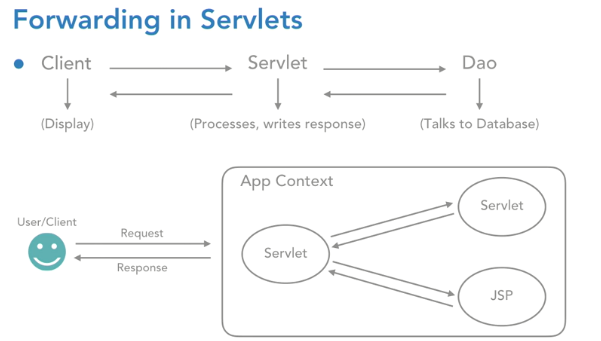 Forwarding in Servlets
Client Servlet Dao
(Display) (Processes, writes response) (Talks to Database)
App Context
Servlet
User/Client
Request
Servlet
Response
JSP